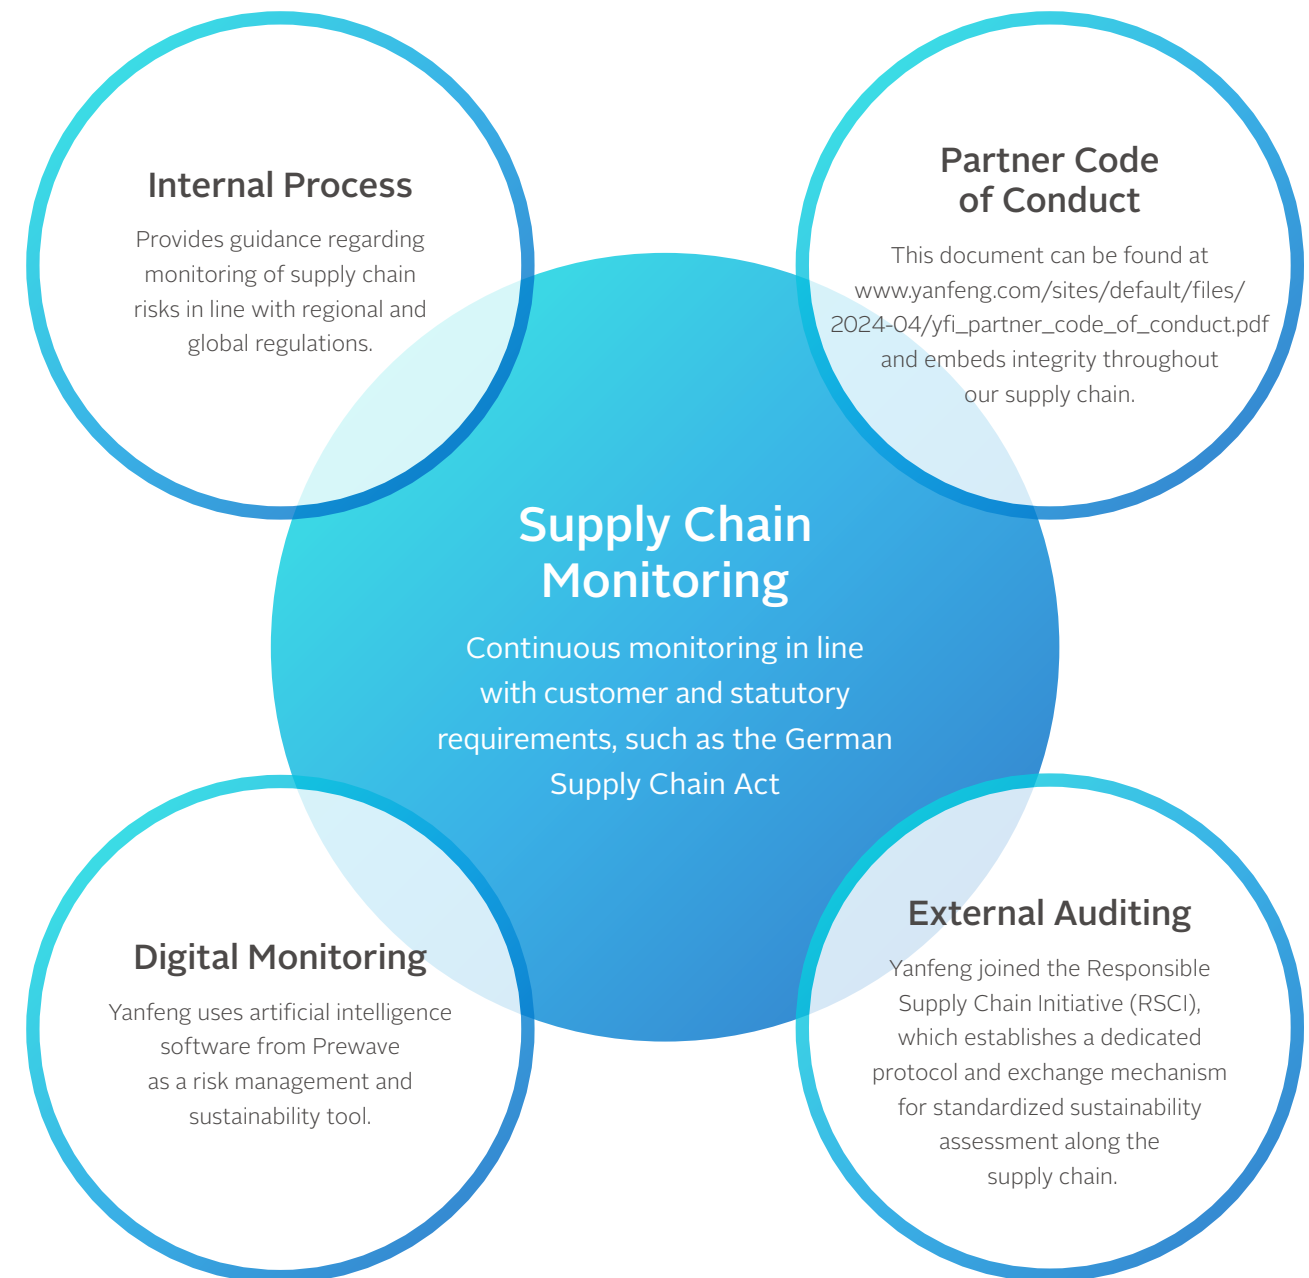 Internal Process
Provides guidance regarding
monitoring of supply chain
risks in line with regional and
global regulations.
Partner Code
of Conduct
This document can be found at
www.yanfeng.com/sites/default/files/
2024-04/yfi_partner_code_of_conduct.pdf
and embeds integrity throughout
our supply chain.
Supply Chain
Monitoring
Continuous monitoring in line
with customer and statutory
requirements, such as the German
Supply Chain Act
Digital Monitoring
Yanfeng uses artificial intelligence
software from Prewave
as a risk management and
sustainability tool.
External Auditing
Yanfeng joined the Responsible
Supply Chain Initiative (RSCI),
which establishes a dedicated
protocol and exchange mechanism
for standardized sustainability
assessment along the
supply chain.